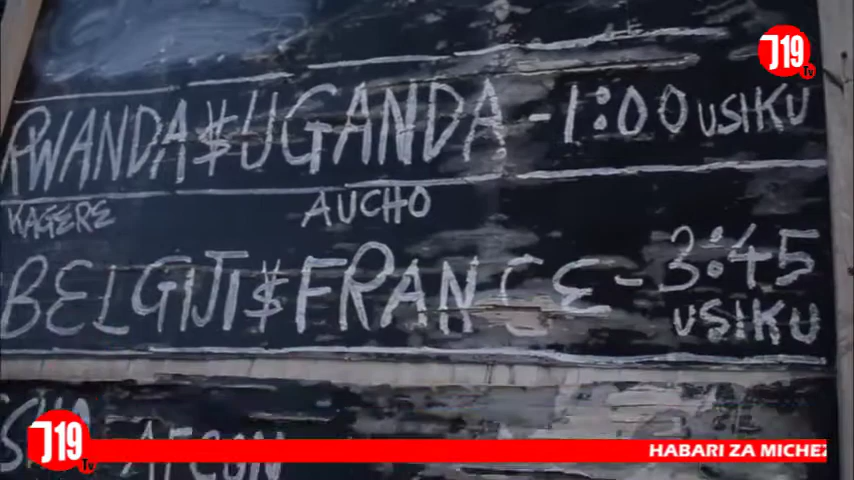 J19
Tv
RWANDA $ UGANDA - 1:00 USIKU
KAGERE AUCHO
BELGIJI $ FRANCE - 3:45
USIKU
AFCON
J19
Tv
HABARI ZA MICHEZ